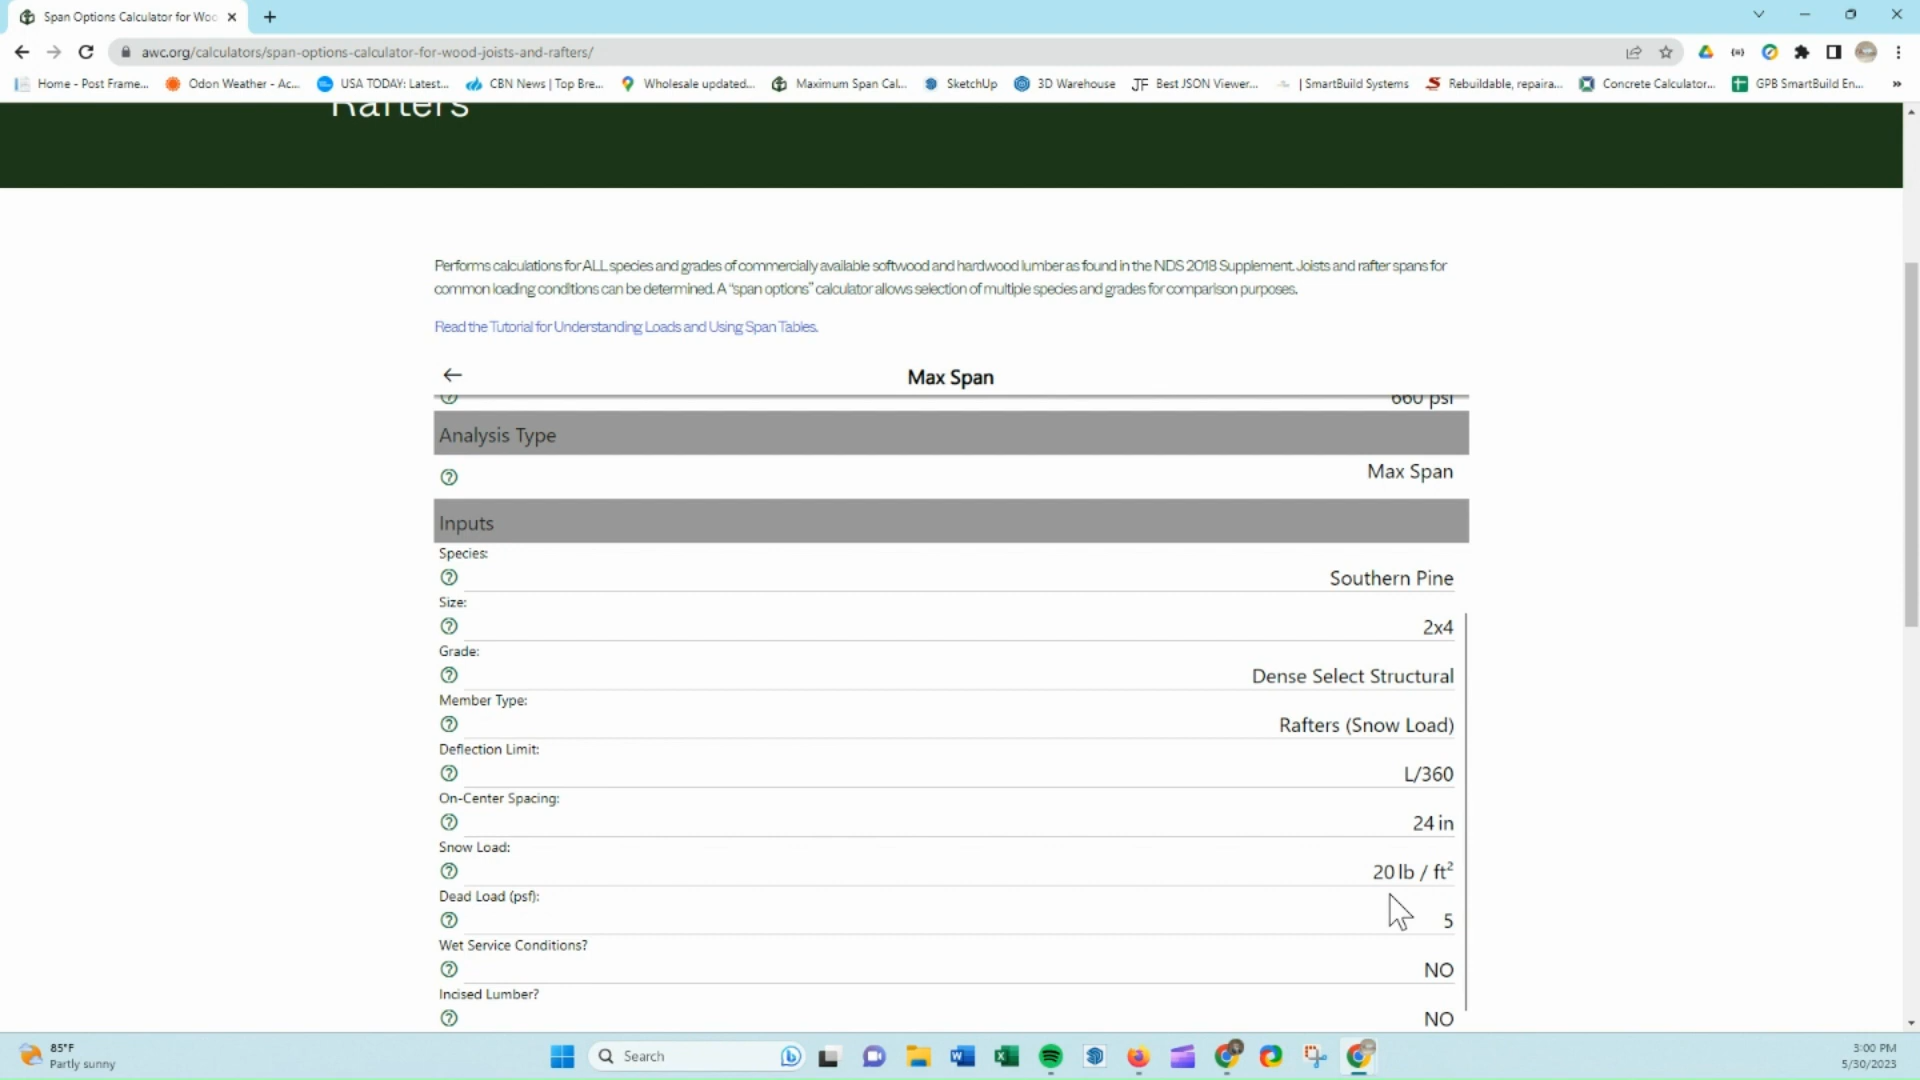 Span Options Calculator for Woo
awc.org/calculators/span-options-calculator-for-wood-joists-and-rafters/
Home - Post Frame...
Odon Weather - Ac...
USA TODAY: Latest...
CBN News | Top Bre...
Wholesale updated...
Maximum Span Cal...
SketchUp
3D Warehouse
JF Best JSON Viewer...
| SmartBuild Systems
Rebuildable, repaira...
Concrete Calculator...
GPB SmartBuild En...
»
Rafters
Performs calculations for ALL species and grades of commercially available softwood and hardwood lumber as found in the NDS 2018 Supplement. Joists and rafter spans for
common loading conditions can be determined. A “span options” calculator allows selection of multiple species and grades for comparison purposes.
Read the Tutorial for Understanding Loads and Using Span Tables.
Max Span
660 psi
Analysis Type
Max Span
Inputs
Species:
Southern Pine
Size:
2x4
Grade:
Dense Select Structural
Member Type:
Rafters (Snow Load)
Deflection Limit:
L/360
On-Center Spacing:
24 in
Snow Load:
20 lb / ft²
Dead Load (psf):
5
Wet Service Conditions?
NO
Incised Lumber?
NO
85°F
Partly sunny
Search
3:00 PM
5/30/2023